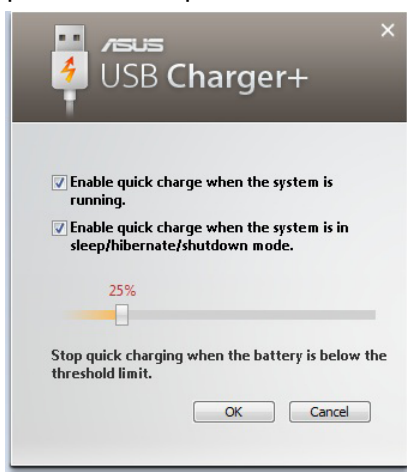 ASUS
USB Charger+
Enable quick charge when the system is
running.
Enable quick charge when the system is in
sleep/hibernate/shutdown mode.
25%
Stop quick charging when the battery is below the
threshold limit.
OK Cancel